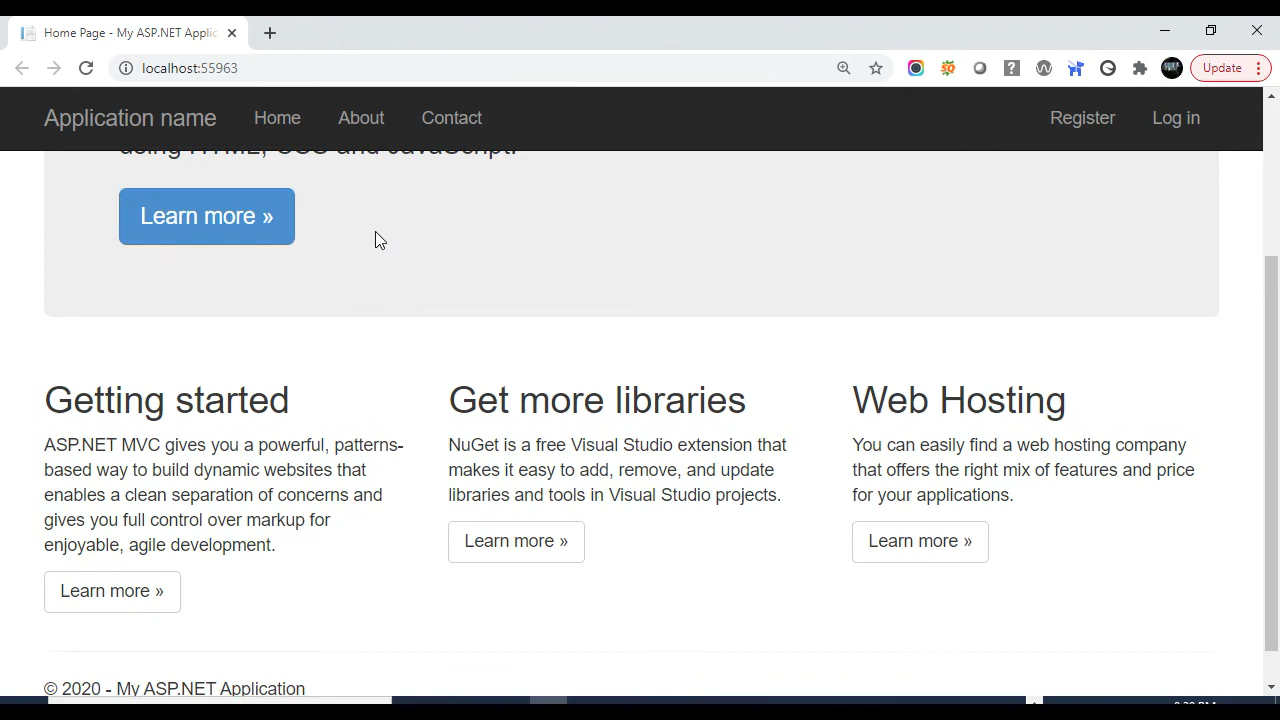 Home Page - My ASP.NET Applic
localhost:55963
Update
Application name Home About Contact Register Log in
using HTML, CSS and JavaScript.
Learn more »
Getting started
ASP.NET MVC gives you a powerful, patterns-
based way to build dynamic websites that
enables a clean separation of concerns and
gives you full control over markup for
enjoyable, agile development.
Learn more »
Get more libraries
NuGet is a free Visual Studio extension that
makes it easy to add, remove, and update
libraries and tools in Visual Studio projects.
Learn more »
Web Hosting
You can easily find a web hosting company
that offers the right mix of features and price
for your applications.
Learn more »
© 2020 - My ASP.NET Application